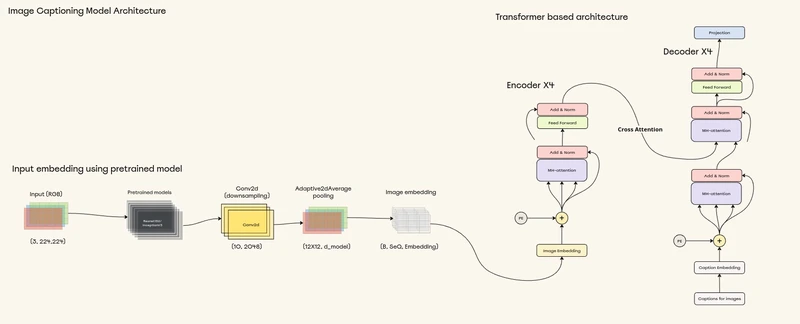 Image Captioning Model Architecture
Transformer based architecture
Input embedding using pretrained model
Input (RGB)
(3, 224,224)
Pretrained models
Conv2d
(downsampling)
Conv2d
(10, 2048)
Adaptive2dAverage
pooling
(12X12, d_model)
Image embedding
(B, SeQ, Embedding)
Encoder X4
Add & Norm
Feed Forward
Add & Norm
MH-attention
PE
+
Image Embedding
Cross Attention
Decoder X4
Projection
Add & Norm
Feed Forward
Add & Norm
MH-attention
Add & Norm
MH-attention
PE
+
Caption Embedding
Captions for images